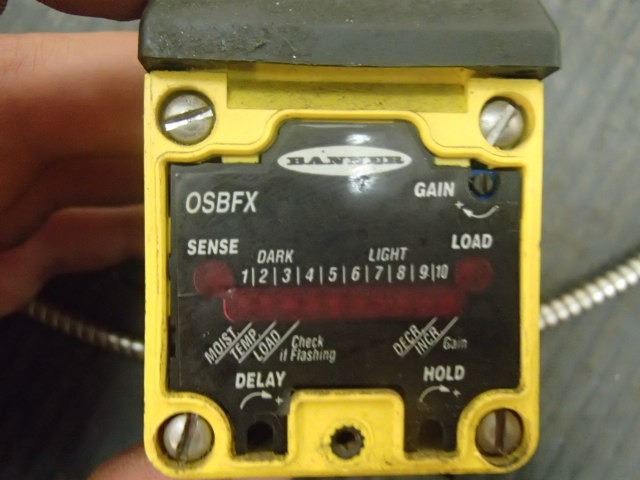 BANNER
OSBFX
GAIN
+
SENSE
LOAD
DARK LIGHT
1|2|3|4|5|6|7|8|9|10
MOIST
TEMP
LOAD
Check
if Flashing
DECR
INCR
Gain
DELAY
+
HOLD
+